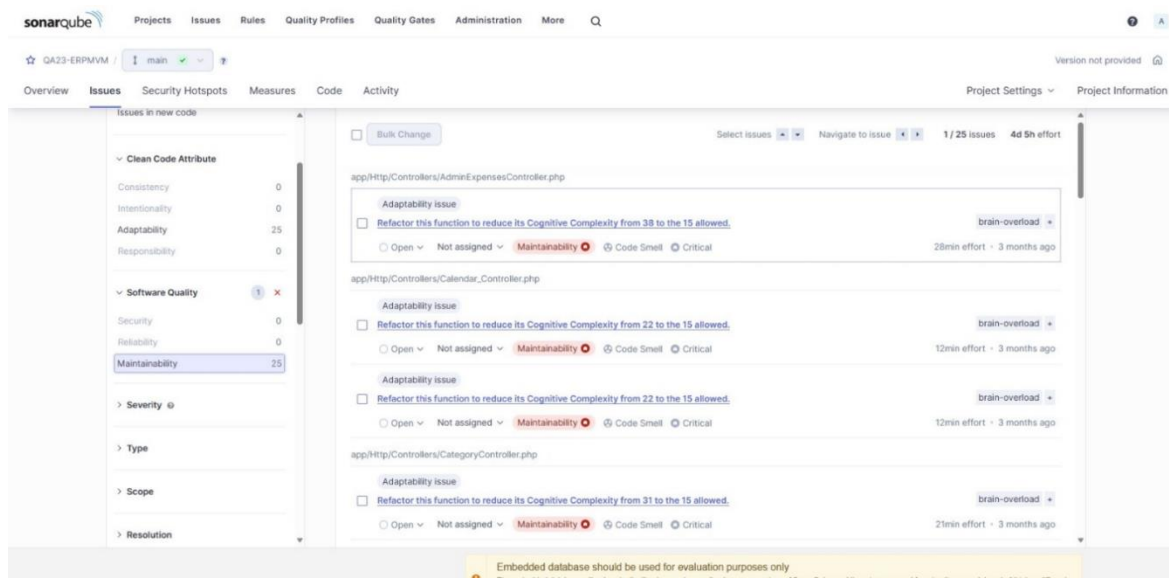 sonarqube Projects Issues Rules Quality Profiles Quality Gates Administration More ? A
QA23-ERPMVM / main ? Version not provided
Overview Issues Security Hotspots Measures Code Activity Project Settings Project Information
Issues in new code
Clean Code Attribute
Consistency 0
Intentionality 0
Adaptability 25
Responsibility 0
Software Quality 1 ×
Security 0
Reliability 0
Maintainability 25
Severity
Type
Scope
Resolution
Bulk Change Select issues Navigate to issue 1 / 25 issues 4d 5h effort
app/Http/Controllers/AdminExpensesController.php
Adaptability issue
Refactor this function to reduce its Cognitive Complexity from 38 to the 15 allowed. brain-overload +
Open Not assigned Maintainability Code Smell Critical 28min effort • 3 months ago
app/Http/Controllers/Calendar_Controller.php
Adaptability issue
Refactor this function to reduce its Cognitive Complexity from 22 to the 15 allowed. brain-overload +
Open Not assigned Maintainability Code Smell Critical 12min effort • 3 months ago
Adaptability issue
Refactor this function to reduce its Cognitive Complexity from 22 to the 15 allowed. brain-overload +
Open Not assigned Maintainability Code Smell Critical 12min effort • 3 months ago
app/Http/Controllers/CategoryController.php
Adaptability issue
Refactor this function to reduce its Cognitive Complexity from 31 to the 15 allowed. brain-overload +
Open Not assigned Maintainability Code Smell Critical 21min effort • 3 months ago
Embedded database should be used for evaluation purposes only